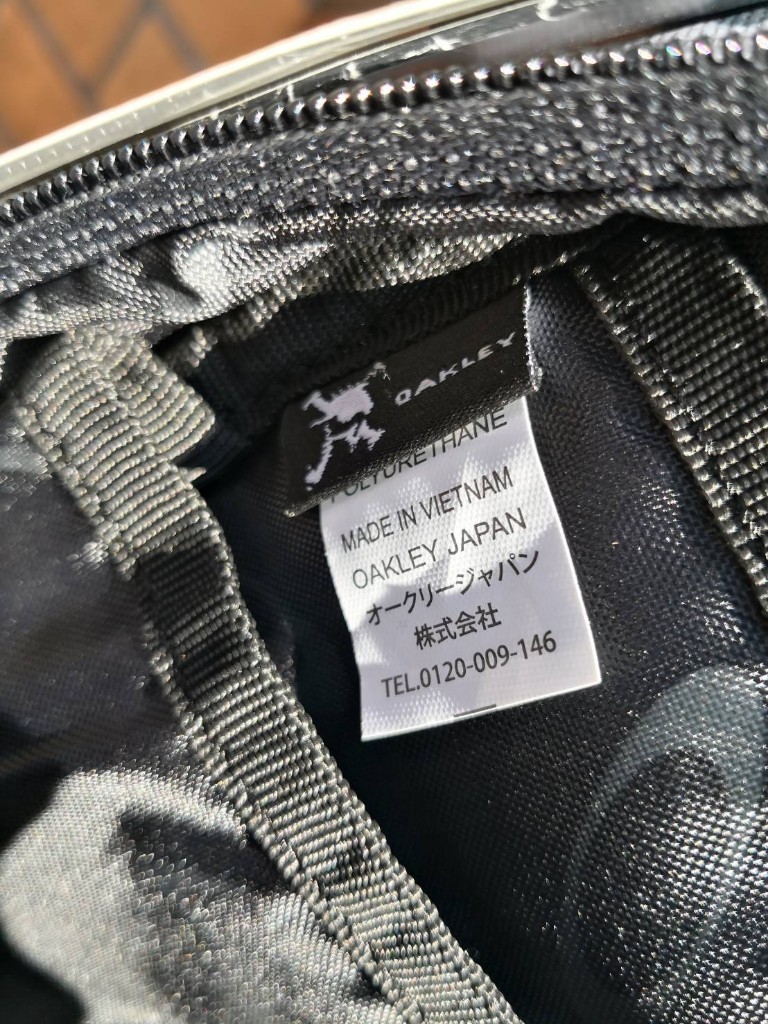 OAKLEY
POLYURETHANE
MADE IN VIETNAM
OAKLEY JAPAN
オークリージャパン
株式会社
TEL.0120-009-146